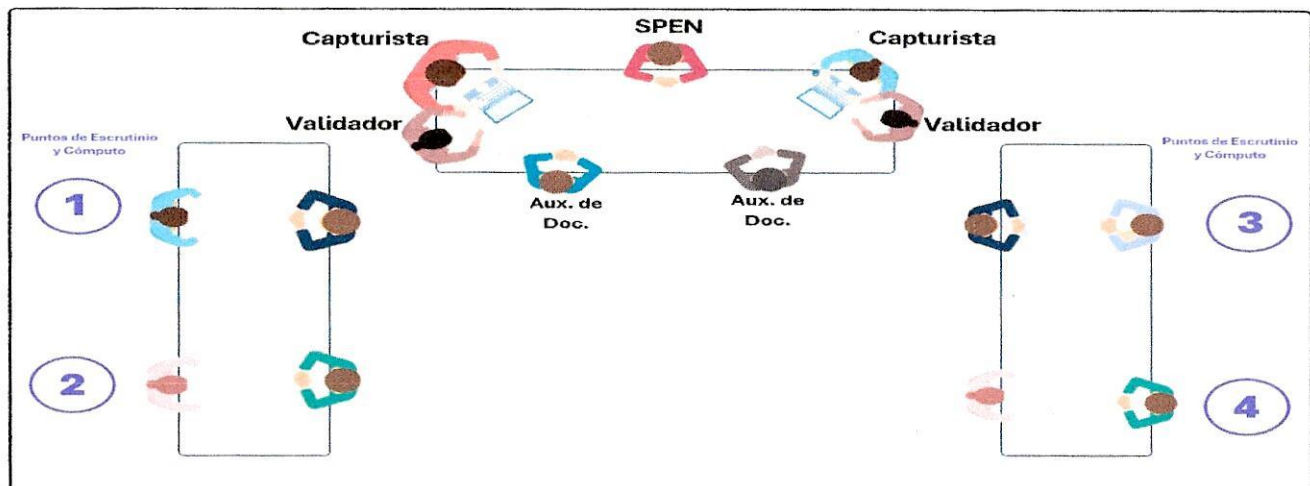 SPEN
Capturista
Capturista
Validador
Validador
Puntos de Escrutinio
y Cómputo
Puntos de Escrutinio
y Cómputo
1
3
Aux. de
Doc.
Aux. de
Doc.
2
4